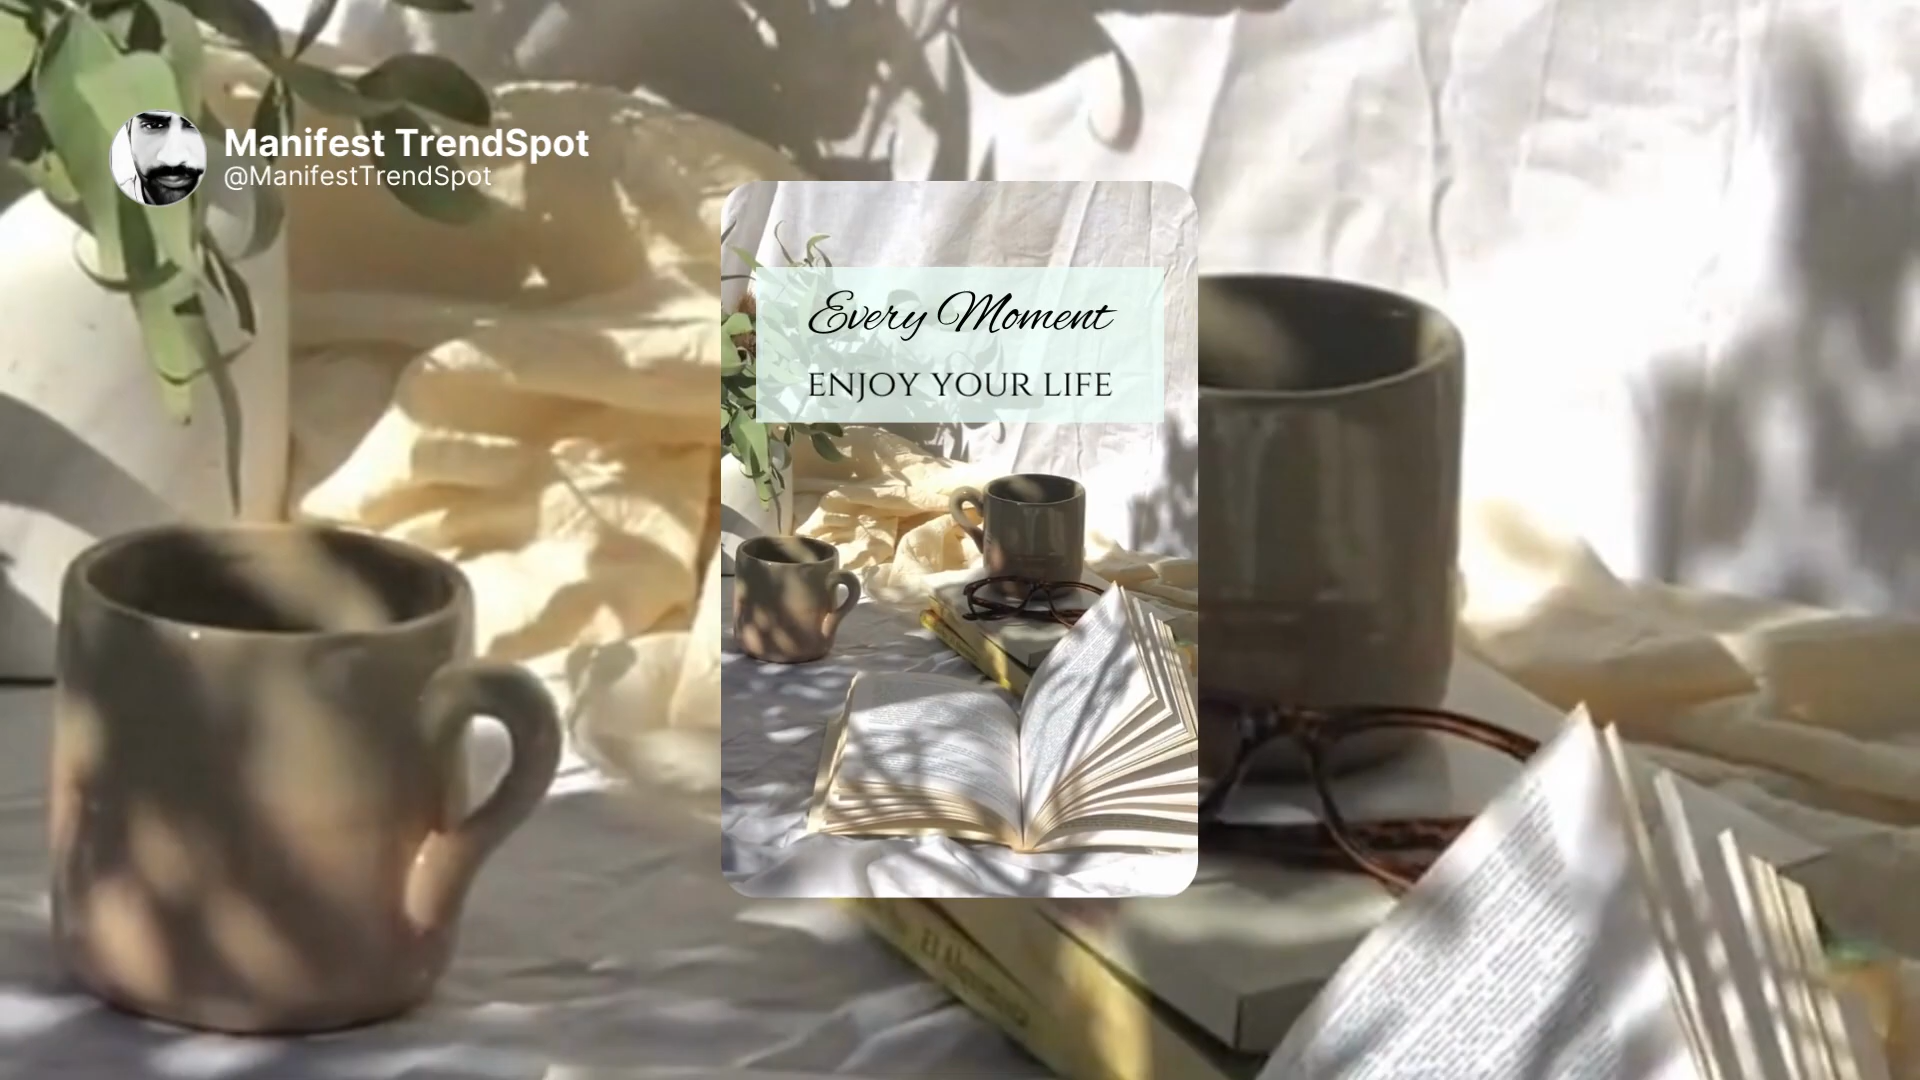 Manifest TrendSpot
@ManifestTrendSpot
Every Moment
ENJOY YOUR LIFE